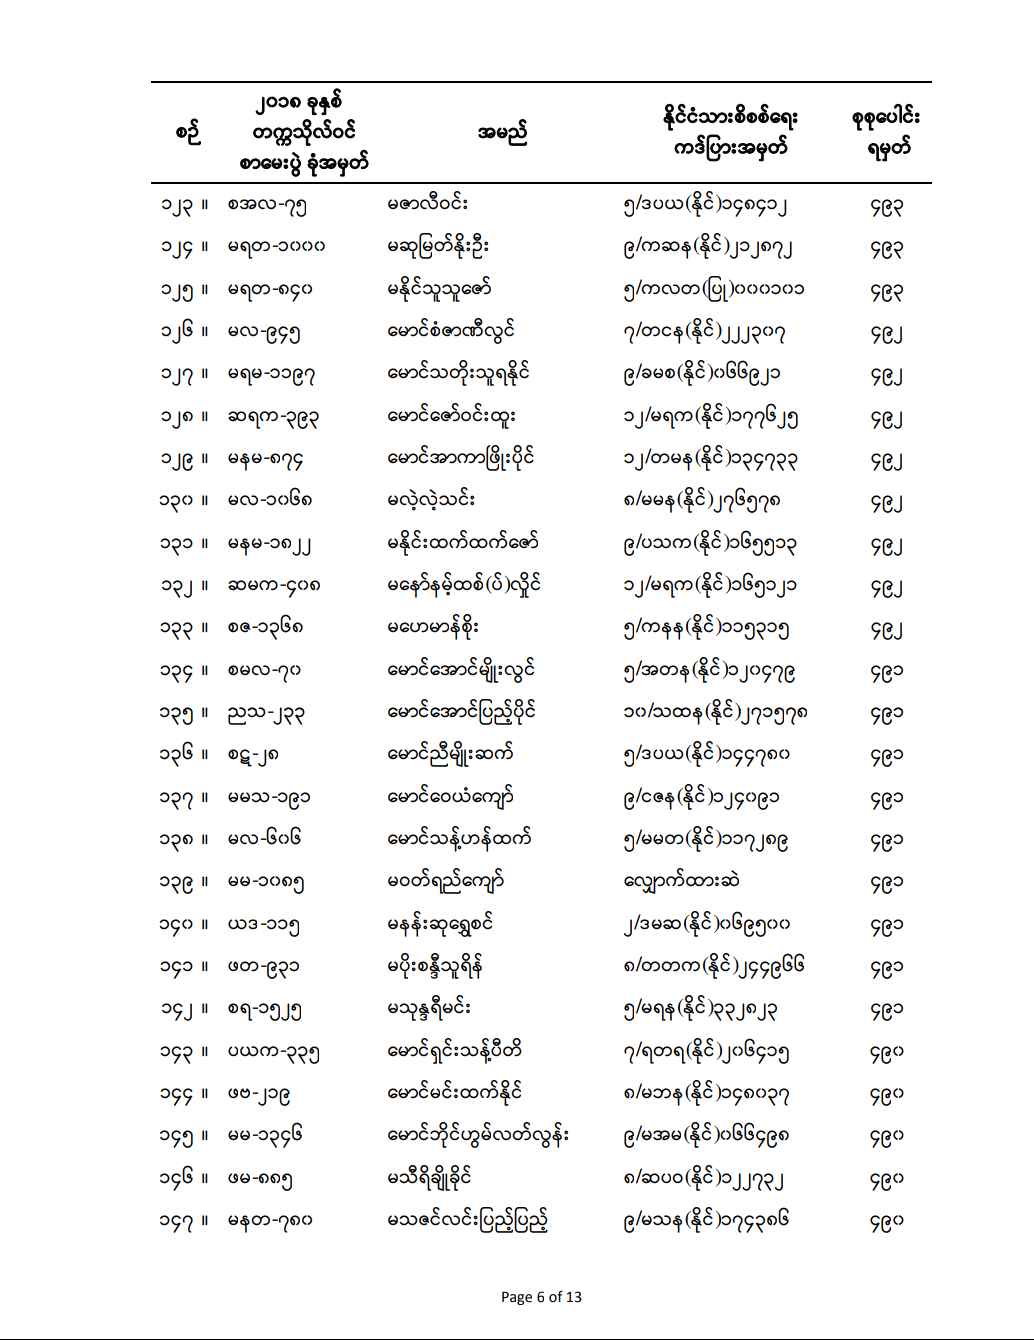 စဉ် ၂၀၁၈ ခုနှစ် တက္ကသိုလ်ဝင် စာမေးပွဲ ခုံအမှတ် အမည် နိုင်ငံသားစိစစ်ရေး ကဒ်ပြားအမှတ် စုစုပေါင်း ရမှတ်
၁၂၃ ။ စအလ-၇၅ မဇာလီဝင်း ၅/ဒပယ(နိုင်)၁၄၈၄၁၂ ၄၉၃
၁၂၄ ။ မရတ-၁၀၀၀ မဆုမြတ်နိုးဦး ၉/ကဆန(နိုင်)၂၁၂၈၇၂ ၄၉၃
၁၂၅ ။ မရတ-၈၄၀ မနိုင်သူသူဇော် ၅/ကလတ(ပြု)၀၀၀၁၀၁ ၄၉၃
၁၂၆ ။ မလ-၉၄၅ မောင်စံဇာဏီလွင် ၇/တငန(နိုင်)၂၂၂၃၀၇ ၄၉၂
၁၂၇ ။ မရမ-၁၁၉၇ မောင်သတိုးသူရနိုင် ၉/ခမစ(နိုင်)၀၆၆၉၂၁ ၄၉၂
၁၂၈ ။ ဆရက-၃၉၃ မောင်ဇော်ဝင်းထူး ၁၂/မရက(နိုင်)၁၇၇၆၂၅ ၄၉၂
၁၂၉ ။ မနမ-၈၇၄ မောင်အာကာဖြိုးပိုင် ၁၂/တမန(နိုင်)၁၃၄၇၃၃ ၄၉၂
၁၃၀ ။ မလ-၁၀၆၈ မလဲ့လဲ့သင်း ၈/မမန(နိုင်)၂၇၆၅၇၈ ၄၉၂
၁၃၁ ။ မနမ-၁၈၂၂ မနိုင်းထက်ထက်ဇော် ၉/ပသက(နိုင်)၁၆၅၅၁၃ ၄၉၂
၁၃၂ ။ ဆမက-၄၀၈ မနော်နမ့်ထစ်(ပ်)လှိုင် ၁၂/မရက(နိုင်)၁၆၅၁၂၁ ၄၉၂
၁၃၃ ။ စဇ-၁၃၆၈ မဟေမာန်စိုး ၅/ကနန(နိုင်)၁၁၅၃၁၅ ၄၉၂
၁၃၄ ။ စမလ-၇၀ မောင်အောင်မျိုးလွင် ၅/အတန(နိုင်)၁၂၀၄၇၉ ၄၉၁
၁၃၅ ။ ညသ-၂၃၃ မောင်အောင်ပြည့်ပိုင် ၁၀/သထန(နိုင်)၂၇၁၅၇၈ ၄၉၁
၁၃၆ ။ စဋ္ဌ-၂၈ မောင်ညီမျိုးဆက် ၅/ဒပယ(နိုင်)၁၄၄၇၈၀ ၄၉၁
၁၃၇ ။ မမသ-၁၉၁ မောင်ဝေယံကျော် ၉/ငဇန(နိုင်)၁၂၄၀၉၁ ၄၉၁
၁၃၈ ။ မလ-၆၀၆ မောင်သန့်ဟန်ထက် ၅/မမတ(နိုင်)၁၁၇၂၈၉ ၄၉၁
၁၃၉ ။ မမ-၁၀၈၅ မဝတ်ရည်ကျော် လျှောက်ထားဆဲ ၄၉၁
၁၄၀ ။ ယဒ-၁၁၅ မနန်းဆုရွှေစင် ၂/ဒမဆ(နိုင်)၀၆၉၅၀၀ ၄၉၁
၁၄၁ ။ ဖတ-၉၃၁ မပိုးစန္ဒီသူရိန် ၈/တတက(နိုင်)၂၄၄၉၆၆ ၄၉၁
၁၄၂ ။ စရ-၁၅၂၅ မသုန္ဒရီမင်း ၅/မရန(နိုင်)၃၃၂၈၂၃ ၄၉၁
၁၄၃ ။ ပယက-၃၃၅ မောင်ရှင်းသန့်ပီတိ ၇/ရတရ(နိုင်)၂၀၆၄၁၅ ၄၉၀
၁၄၄ ။ ဖဗ-၂၁၉ မောင်မင်းထက်နိုင် ၈/မဘန(နိုင်)၁၄၈၀၃၇ ၄၉၀
၁၄၅ ။ မမ-၁၃၄၆ မောင်ဘိုင်ဟွမ်လတ်လွန်း ၉/မအမ(နိုင်)၀၆၆၄၉၈ ၄၉၀
၁၄၆ ။ ဖမ-၈၈၅ မသီရိချိုခိုင် ၈/ဆပဝ(နိုင်)၁၂၂၇၃၂ ၄၉၀
၁၄၇ ။ မနတ-၇၈၀ မသဇင်လင်းပြည့်ပြည့် ၉/မသန(နိုင်)၁၇၄၃၈၆ ၄၉၀
Page 6 of 13